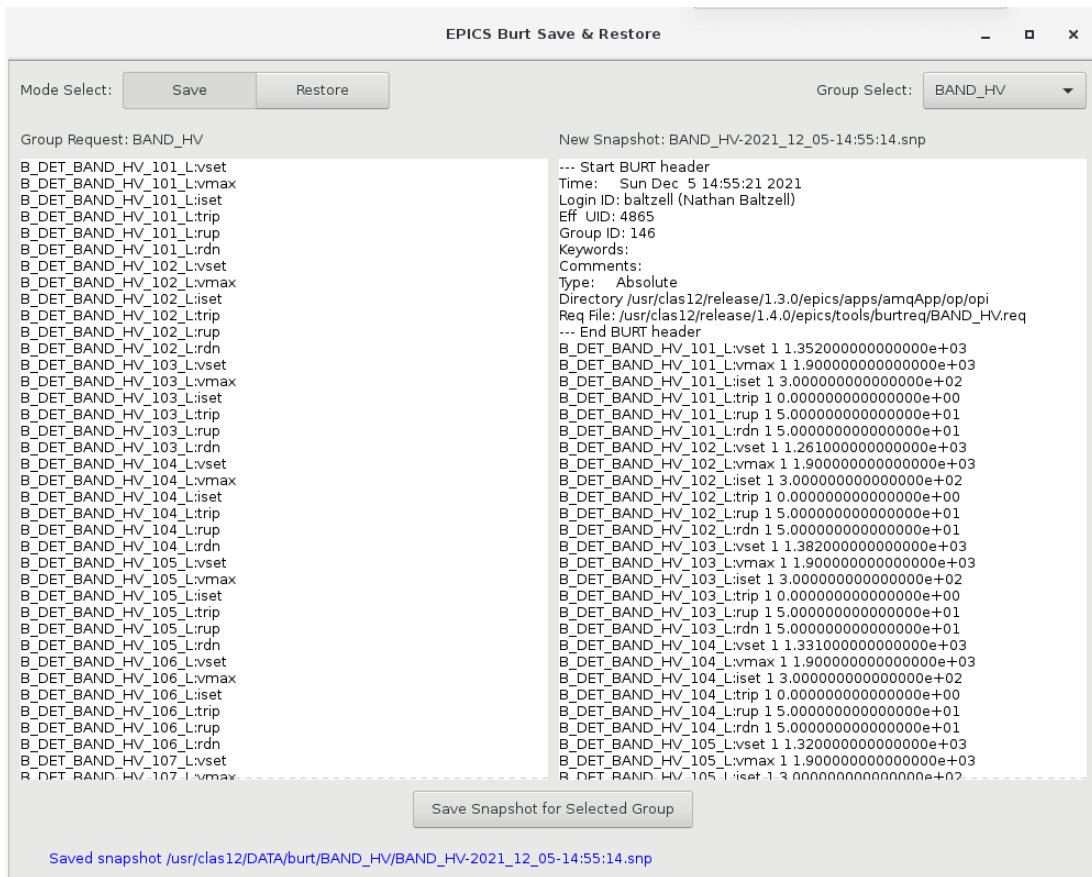 EPICS Burt Save & Restore
Mode Select: Save Restore Group Select: BAND_HV
Group Request: BAND_HV
B_DET_BAND_HV_101_L:vset
B_DET_BAND_HV_101_L:vmax
B_DET_BAND_HV_101_L:iset
B_DET_BAND_HV_101_L:trip
B_DET_BAND_HV_101_L:rup
B_DET_BAND_HV_101_L:rdn
B_DET_BAND_HV_102_L:vset
B_DET_BAND_HV_102_L:vmax
B_DET_BAND_HV_102_L:iset
B_DET_BAND_HV_102_L:trip
B_DET_BAND_HV_102_L:rup
B_DET_BAND_HV_102_L:rdn
B_DET_BAND_HV_103_L:vset
B_DET_BAND_HV_103_L:vmax
B_DET_BAND_HV_103_L:iset
B_DET_BAND_HV_103_L:trip
B_DET_BAND_HV_103_L:rup
B_DET_BAND_HV_103_L:rdn
B_DET_BAND_HV_104_L:vset
B_DET_BAND_HV_104_L:vmax
B_DET_BAND_HV_104_L:iset
B_DET_BAND_HV_104_L:trip
B_DET_BAND_HV_104_L:rup
B_DET_BAND_HV_104_L:rdn
B_DET_BAND_HV_105_L:vset
B_DET_BAND_HV_105_L:vmax
B_DET_BAND_HV_105_L:iset
B_DET_BAND_HV_105_L:trip
B_DET_BAND_HV_105_L:rup
B_DET_BAND_HV_105_L:rdn
B_DET_BAND_HV_106_L:vset
B_DET_BAND_HV_106_L:vmax
B_DET_BAND_HV_106_L:iset
B_DET_BAND_HV_106_L:trip
B_DET_BAND_HV_106_L:rup
B_DET_BAND_HV_106_L:rdn
B_DET_BAND_HV_107_L:vset
B_DET_BAND_HV_107_L:vmax
New Snapshot: BAND_HV-2021_12_05-14:55:14.snp
--- Start BURT header
Time: Sun Dec 5 14:55:21 2021
Login ID: baltzell (Nathan Baltzell)
Eff UID: 4865
Group ID: 146
Keywords:
Comments:
Type: Absolute
Directory /usr/clas12/release/1.3.0/epics/apps/amqApp/op/opi
Req File: /usr/clas12/release/1.4.0/epics/tools/burtreq/BAND_HV.req
--- End BURT header
B_DET_BAND_HV_101_L:vset 1 1.352000000000000e+03
B_DET_BAND_HV_101_L:vmax 1 1.900000000000000e+03
B_DET_BAND_HV_101_L:iset 1 3.000000000000000e+02
B_DET_BAND_HV_101_L:trip 1 0.000000000000000e+00
B_DET_BAND_HV_101_L:rup 1 5.000000000000000e+01
B_DET_BAND_HV_101_L:rdn 1 5.000000000000000e+01
B_DET_BAND_HV_102_L:vset 1 1.261000000000000e+03
B_DET_BAND_HV_102_L:vmax 1 1.900000000000000e+03
B_DET_BAND_HV_102_L:iset 1 3.000000000000000e+02
B_DET_BAND_HV_102_L:trip 1 0.000000000000000e+00
B_DET_BAND_HV_102_L:rup 1 5.000000000000000e+01
B_DET_BAND_HV_102_L:rdn 1 5.000000000000000e+01
B_DET_BAND_HV_103_L:vset 1 1.382000000000000e+03
B_DET_BAND_HV_103_L:vmax 1 1.900000000000000e+03
B_DET_BAND_HV_103_L:iset 1 3.000000000000000e+02
B_DET_BAND_HV_103_L:trip 1 0.000000000000000e+00
B_DET_BAND_HV_103_L:rup 1 5.000000000000000e+01
B_DET_BAND_HV_103_L:rdn 1 5.000000000000000e+01
B_DET_BAND_HV_104_L:vset 1 1.331000000000000e+03
B_DET_BAND_HV_104_L:vmax 1 1.900000000000000e+03
B_DET_BAND_HV_104_L:iset 1 3.000000000000000e+02
B_DET_BAND_HV_104_L:trip 1 0.000000000000000e+00
B_DET_BAND_HV_104_L:rup 1 5.000000000000000e+01
B_DET_BAND_HV_104_L:rdn 1 5.000000000000000e+01
B_DET_BAND_HV_105_L:vset 1 1.320000000000000e+03
B_DET_BAND_HV_105_L:vmax 1 1.900000000000000e+03
B_DET_BAND_HV_105_L:iset 1 3.000000000000000e+02
Save Snapshot for Selected Group
Saved snapshot /usr/clas12/DATA/burt/BAND_HV/BAND_HV-2021_12_05-14:55:14.snp